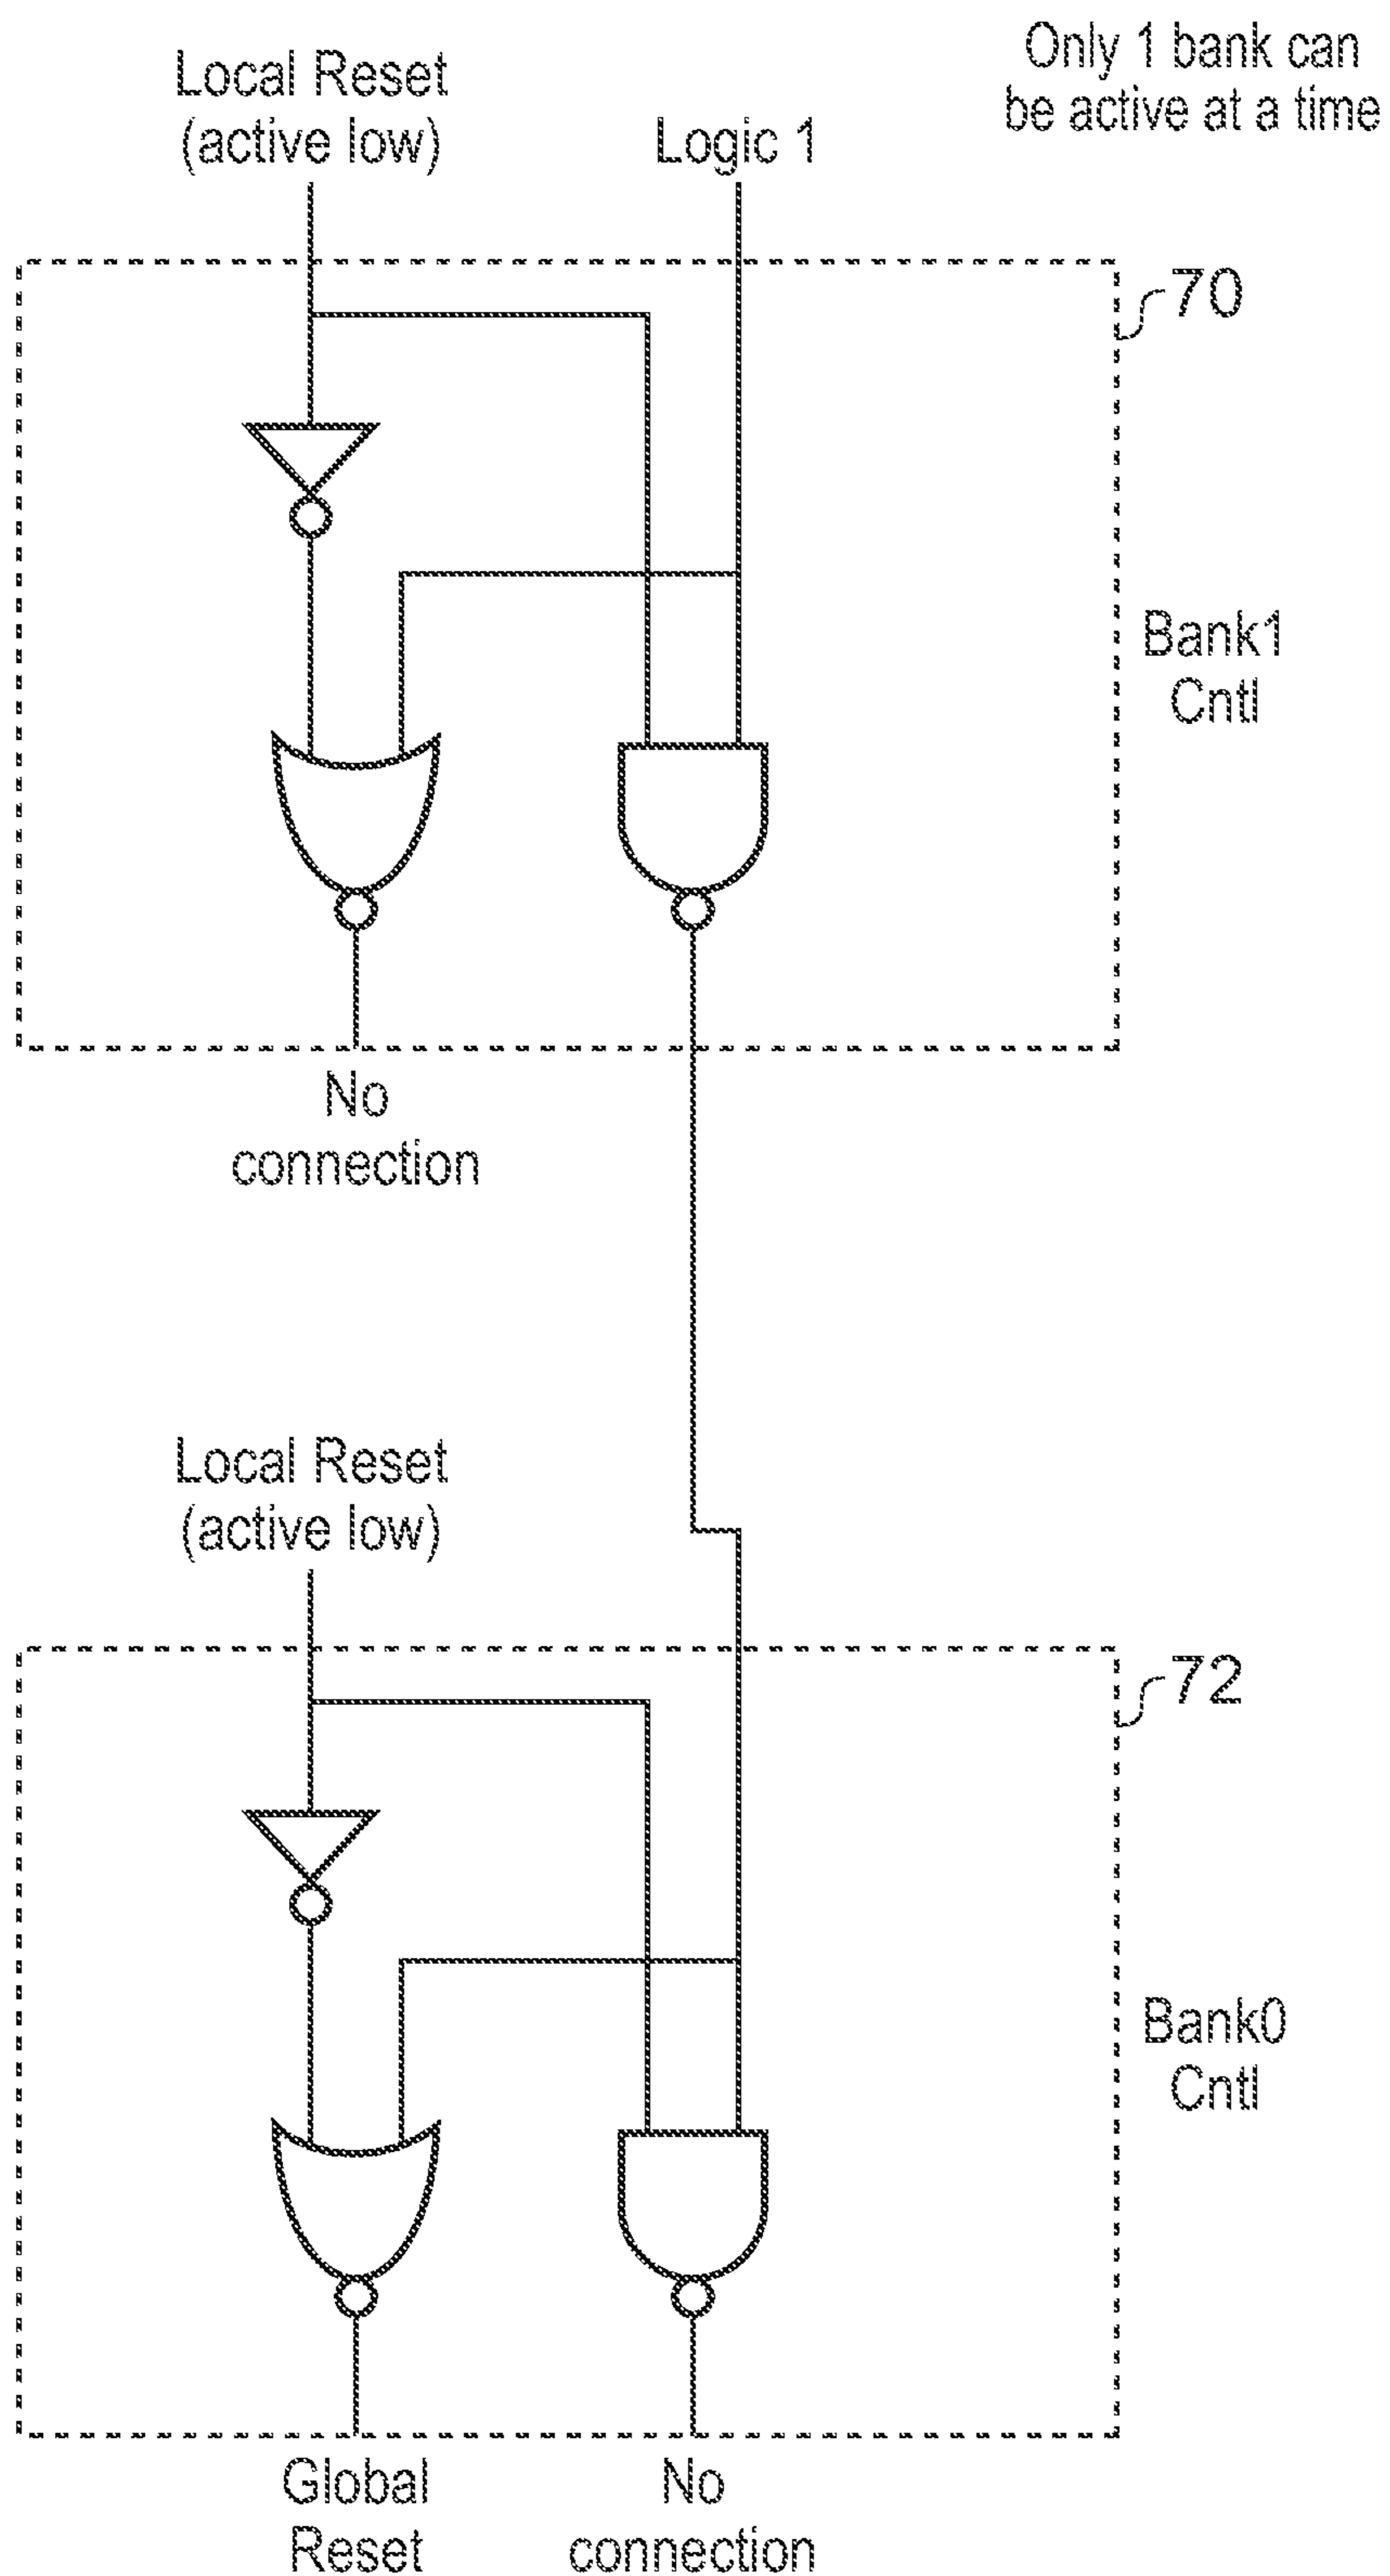 Only 1 bank can
be active at a time
Local Reset
(active low)
Logic 1
70
Bank1
Cntl
No
connection
Local Reset
(active low)
72
Bank0
Cntl
Global
Reset
No
connection